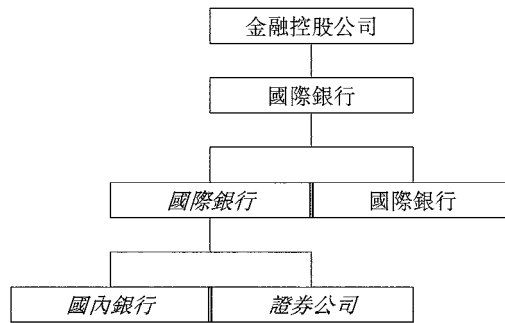 金融控股公司
國際銀行
國際銀行 國際銀行
國內銀行 證券公司